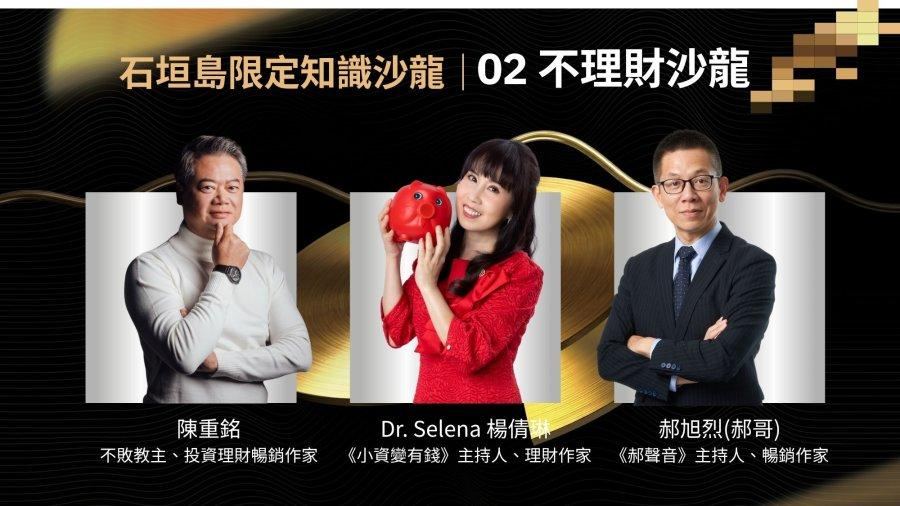 石垣島限定知識沙龍｜02 不理財沙龍
陳重銘
不敗教主、投資理財暢銷作家
Dr. Selena 楊倩琳
《小資變有錢》主持人、理財作家
郝旭烈(郝哥)
《郝聲音》主持人、暢銷作家